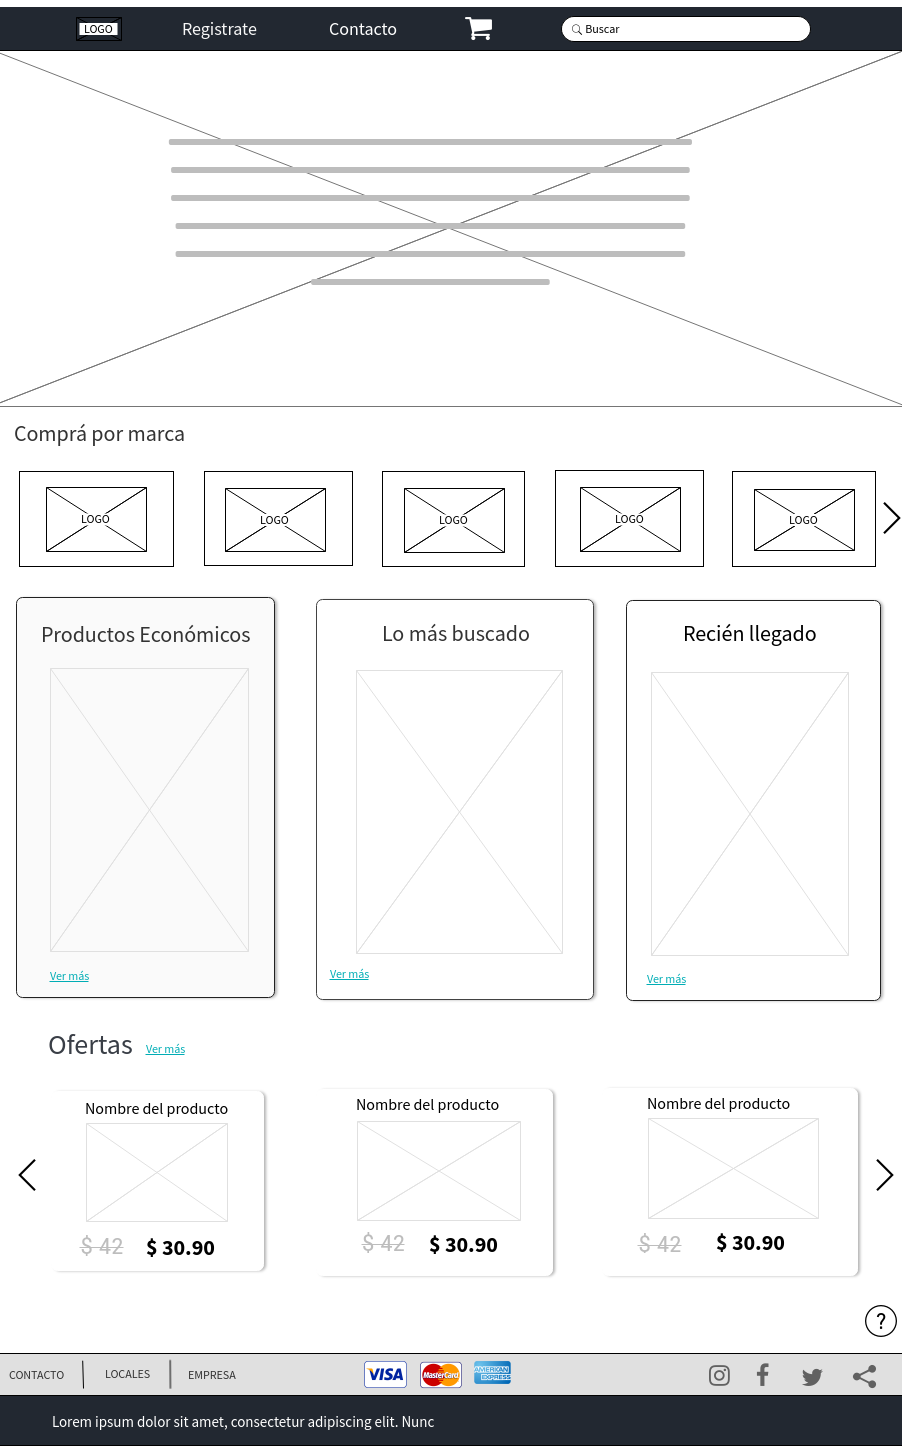 LOGO Registrate Contacto Buscar
Comprá por marca
LOGO LOGO LOGO LOGO LOGO
Productos Económicos Lo más buscado Recién llegado
Ver más Ver más Ver más
Ofertas Ver más
Nombre del producto Nombre del producto Nombre del producto
$ 42 $ 30.90 $ 42 $ 30.90 $ 42 $ 30.90
?
CONTACTO LOCALES EMPRESA VISA MasterCard AMERICAN EXPRESS
Lorem ipsum dolor sit amet, consectetur adipiscing elit. Nunc